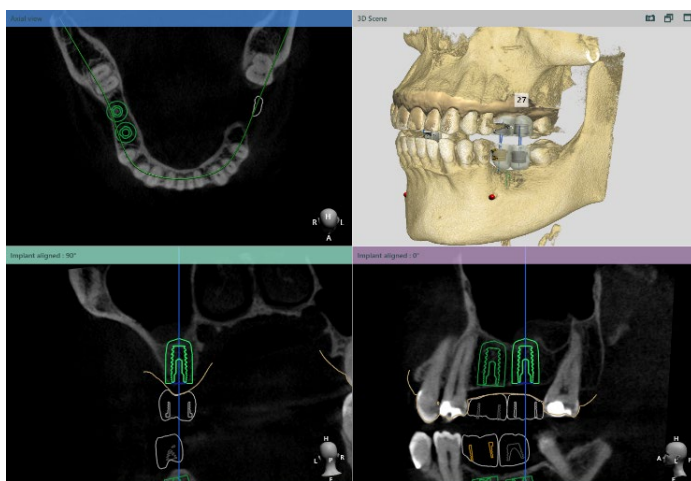 Axial view
3D Scene
27
H
R
L
A
Implant aligned : 90°
Implant aligned : 0°
H
L
P
R
H
A
P